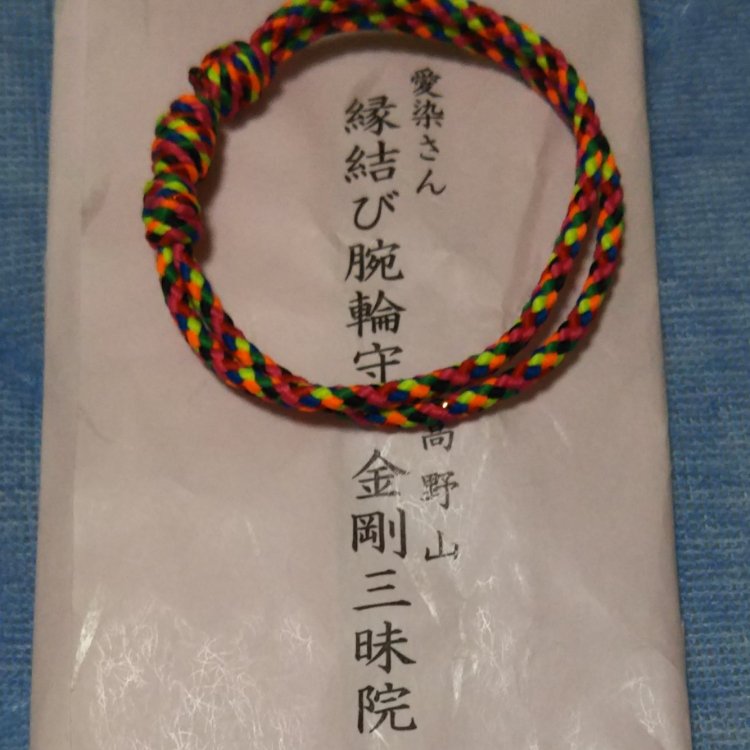 愛染さん
縁結び腕輪守
高野山
金剛三昧院